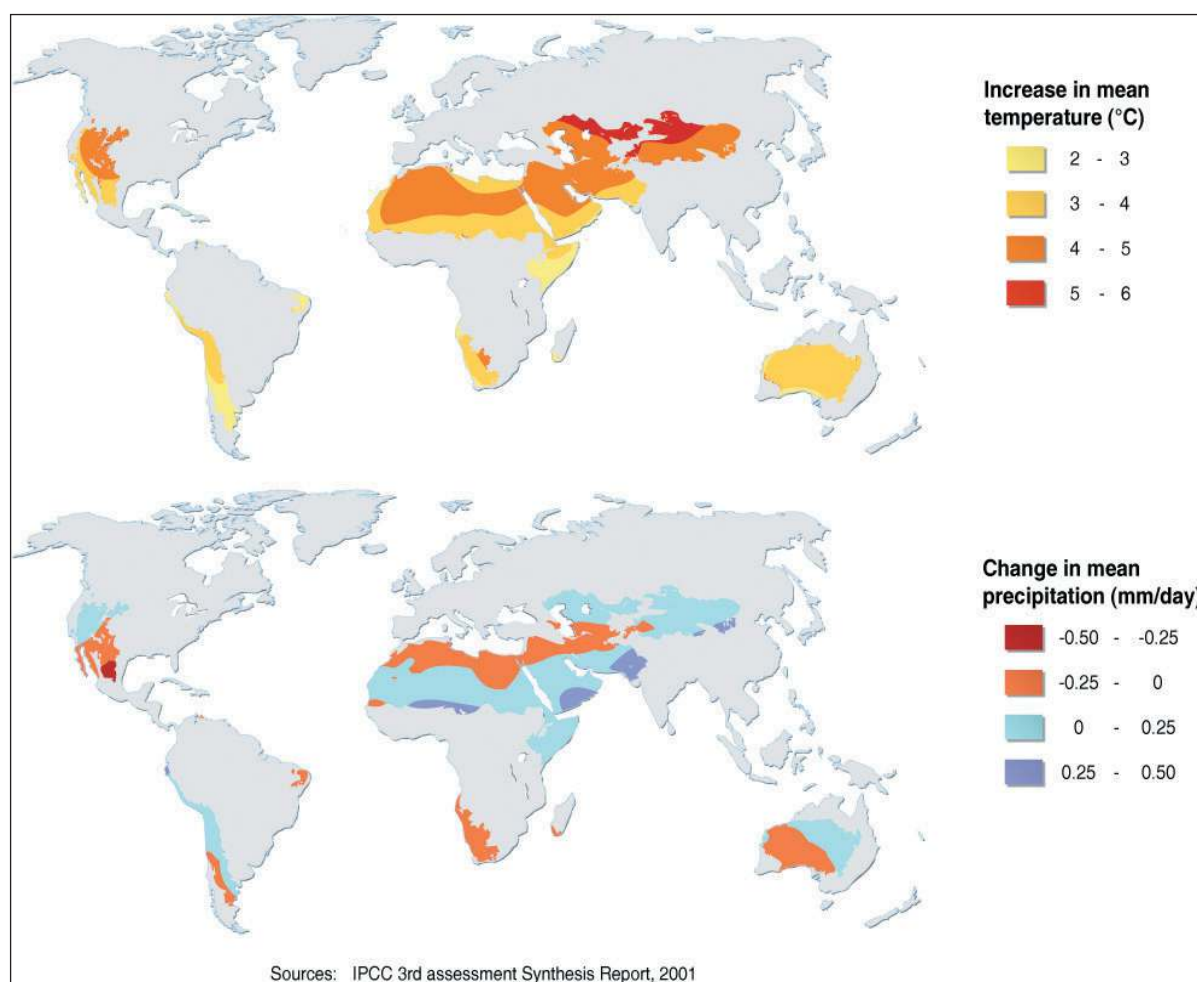 Increase in mean
temperature (°C)
2 - 3
3 - 4
4 - 5
5 - 6
Change in mean
precipitation (mm/day)
-0.50 - -0.25
-0.25 - 0
0 - 0.25
0.25 - 0.50
Sources: IPCC 3rd assessment Synthesis Report, 2001